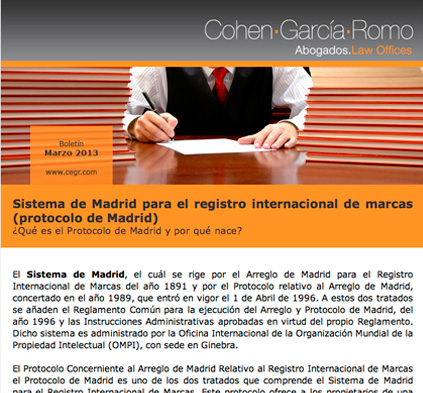 Cohen·García·Romo
Abogados.Law Offices
Boletín
Marzo 2013
www.cegr.com
Sistema de Madrid para el registro internacional de marcas
(protocolo de Madrid)
¿Qué es el Protocolo de Madrid y por qué nace?
El Sistema de Madrid, el cuál se rige por el Arreglo de Madrid para el Registro
Internacional de Marcas del año 1891 y por el Protocolo relativo al Arreglo de Madrid,
concertado en el año 1989, que entró en vigor el 1 de Abril de 1996. A estos dos tratados
se añaden el Reglamento Común para la ejecución del Arreglo y Protocolo de Madrid, del
año 1996 y las Instrucciones Administrativas aprobadas en virtud del propio Reglamento.
Dicho sistema es administrado por la Oficina Internacional de la Organización Mundial de la
Propiedad Intelectual (OMPI), con sede en Ginebra.
El Protocolo Concerniente al Arreglo de Madrid Relativo al Registro Internacional de Marcas
el Protocolo de Madrid es uno de los dos tratados que comprende el Sistema de Madrid
para el Registro Internacional de Marcas. Este protocolo ofrece a los propietarios de una